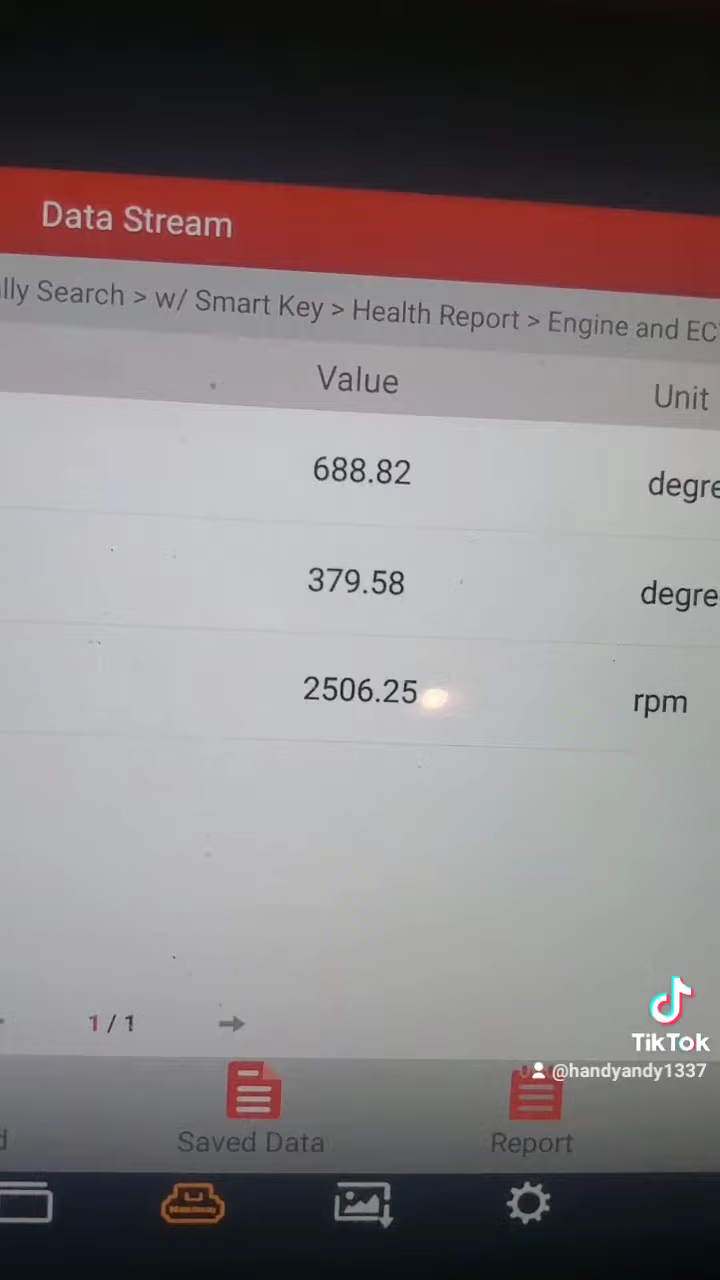 Data Stream
lly Search > w/ Smart Key > Health Report > Engine and EC
Value Unit
688.82 degre
379.58 degre
2506.25 rpm
1 / 1
TikTok
@handyandy1337
Saved Data Report